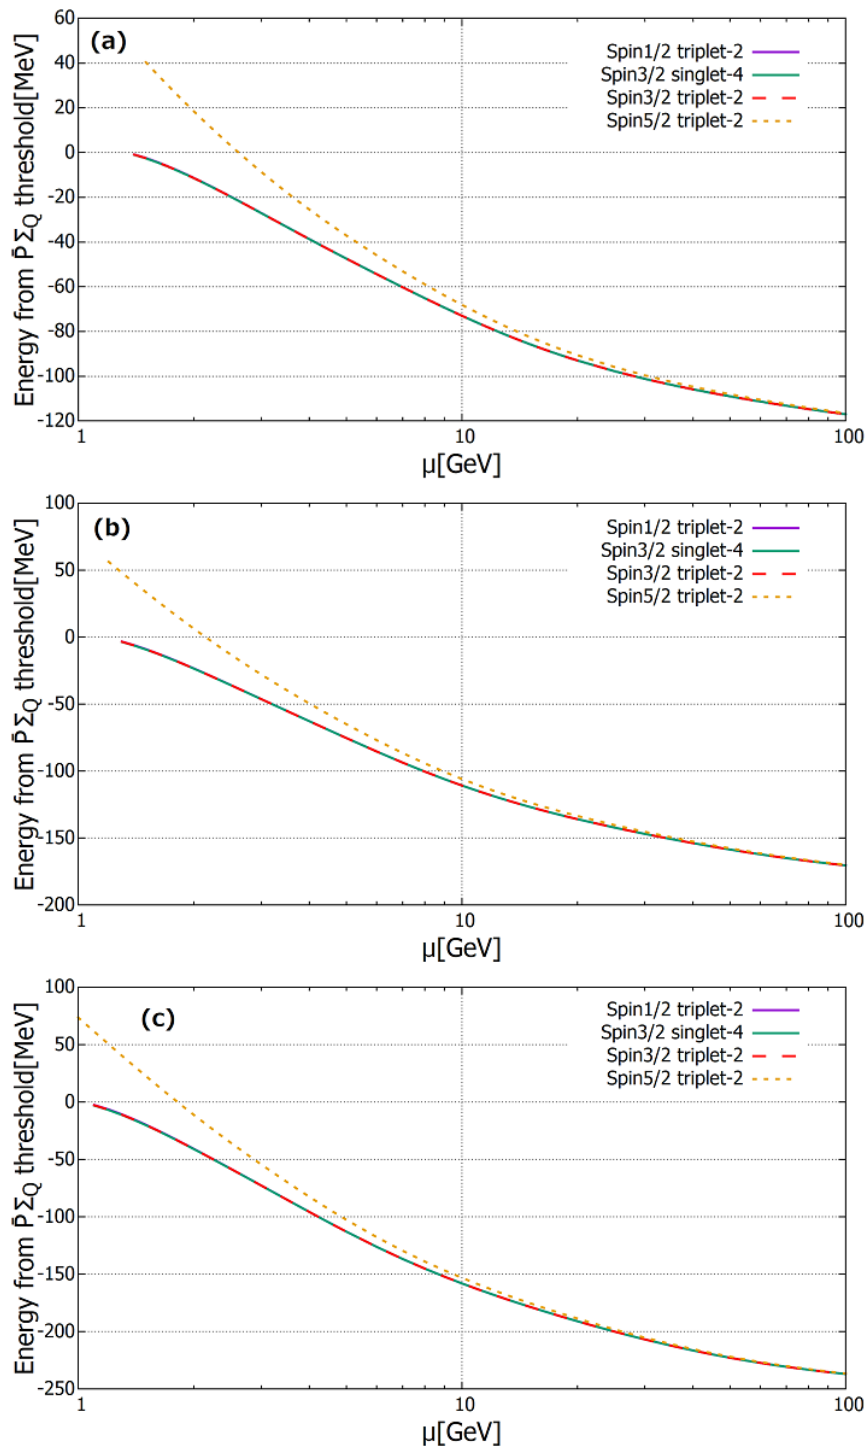 (a)
Spin1/2 triplet-2
Spin3/2 singlet-4
Spin3/2 triplet-2
Spin5/2 triplet-2
60
40
20
0
-20
-40
-60
-80
-100
-120
Energy from P̄Σ_Q threshold[MeV]
1
10
100
μ[GeV]
(b)
Spin1/2 triplet-2
Spin3/2 singlet-4
Spin3/2 triplet-2
Spin5/2 triplet-2
100
50
0
-50
-100
-150
-200
Energy from P̄Σ_Q threshold[MeV]
1
10
100
μ[GeV]
(c)
Spin1/2 triplet-2
Spin3/2 singlet-4
Spin3/2 triplet-2
Spin5/2 triplet-2
100
50
0
-50
-100
-150
-200
-250
Energy from P̄Σ_Q threshold[MeV]
1
10
100
μ[GeV]